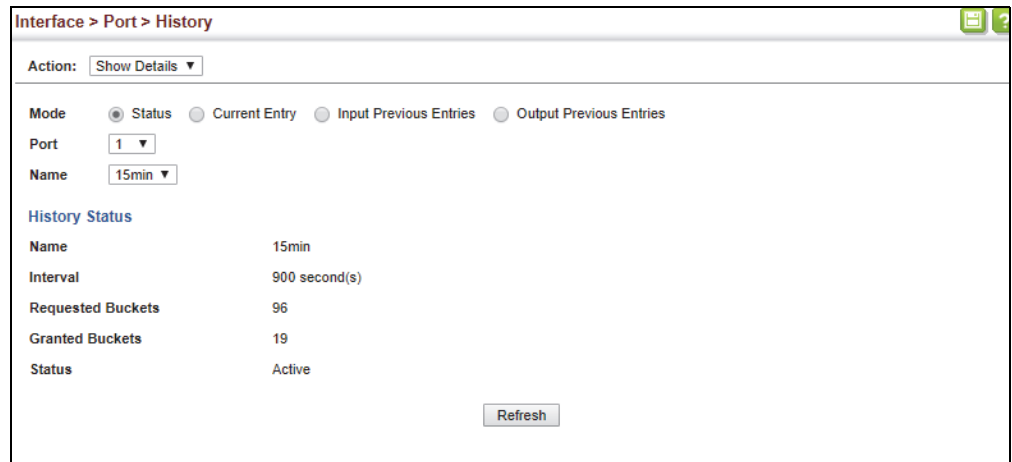 Interface > Port > History
?
Action: Show Details
Mode Status Current Entry Input Previous Entries Output Previous Entries
Port 1
Name 15min
History Status
Name 15min
Interval 900 second(s)
Requested Buckets 96
Granted Buckets 19
Status Active
Refresh